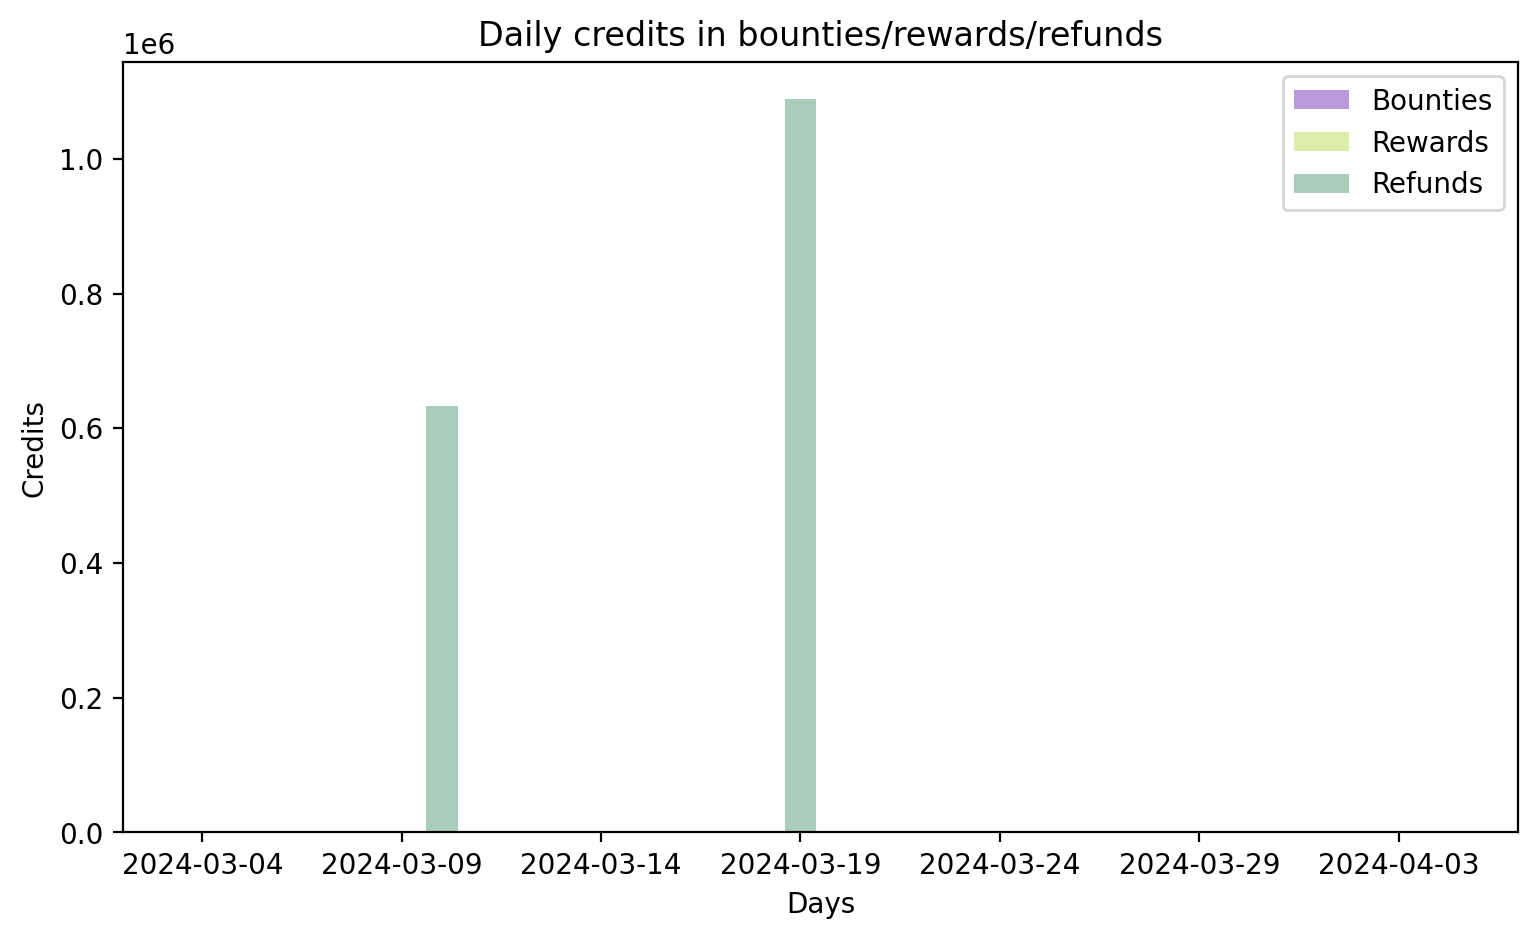 Daily credits in bounties/rewards/refunds
1e6
Bounties
Rewards
Refunds
1.0
0.8
0.6
0.4
0.2
0.0
Credits
2024-03-04 2024-03-09 2024-03-14 2024-03-19 2024-03-24 2024-03-29 2024-04-03
Days